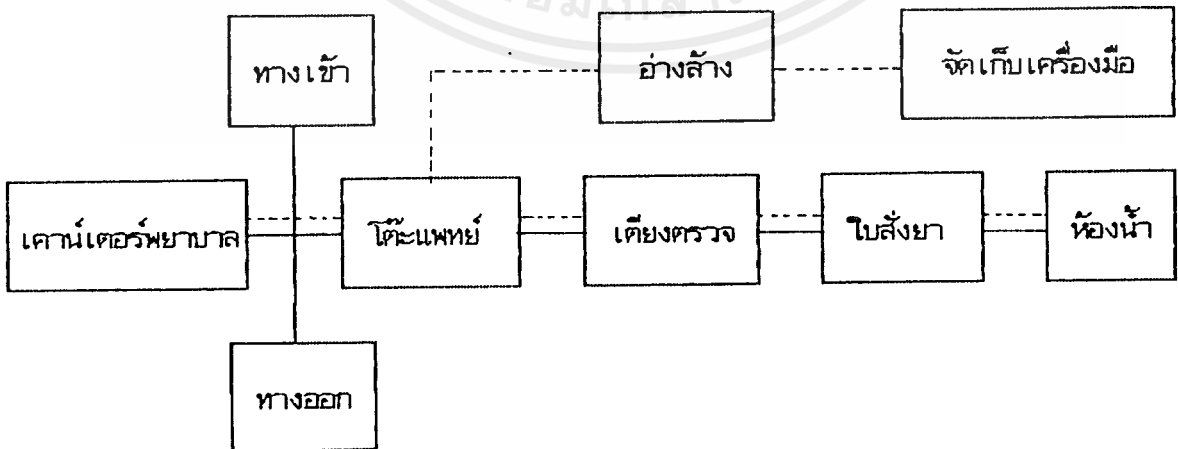 ทางเข้า
อ่างล้าง
จัดเก็บเครื่องมือ
เคาน์เตอร์พยาบาล
โต๊ะแพทย์
เตียงตรวจ
ใบสั่งยา
ห้องน้ำ
ทางออก